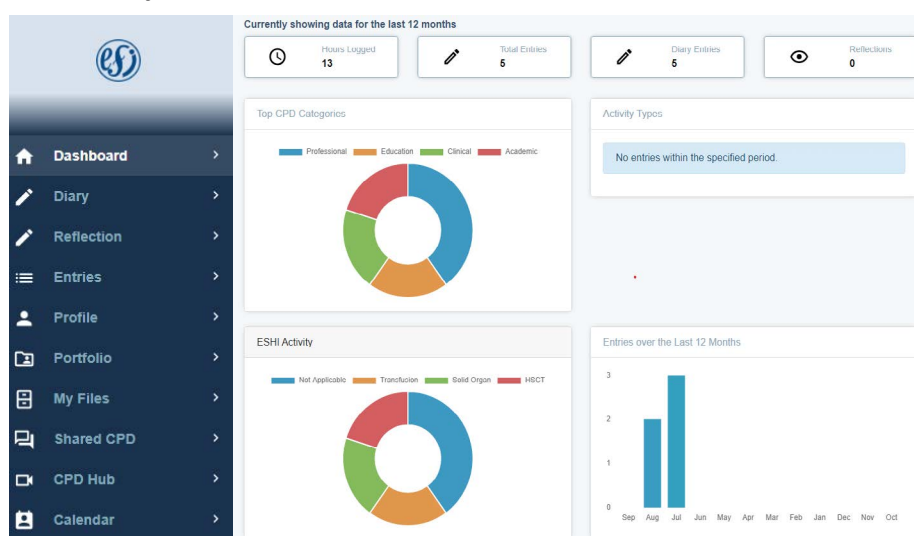 Currently showing data for the last 12 months
efi
Hours Logged
13
Total Entries
5
Diary Entries
5
Reflections
0
Dashboard
Diary
Reflection
Entries
Profile
Portfolio
My Files
Shared CPD
CPD Hub
Calendar
Top CPD Categories
Professional Education Clinical Academic
Activity Types
No entries within the specified period.
ESHI Activity
Not Applicable Transfucion Solid Organ HSCT
Entries over the Last 12 Months
3
2
1
0
Sep Aug Jul Jun May Apr Mar Feb Jan Dec Nov Oct